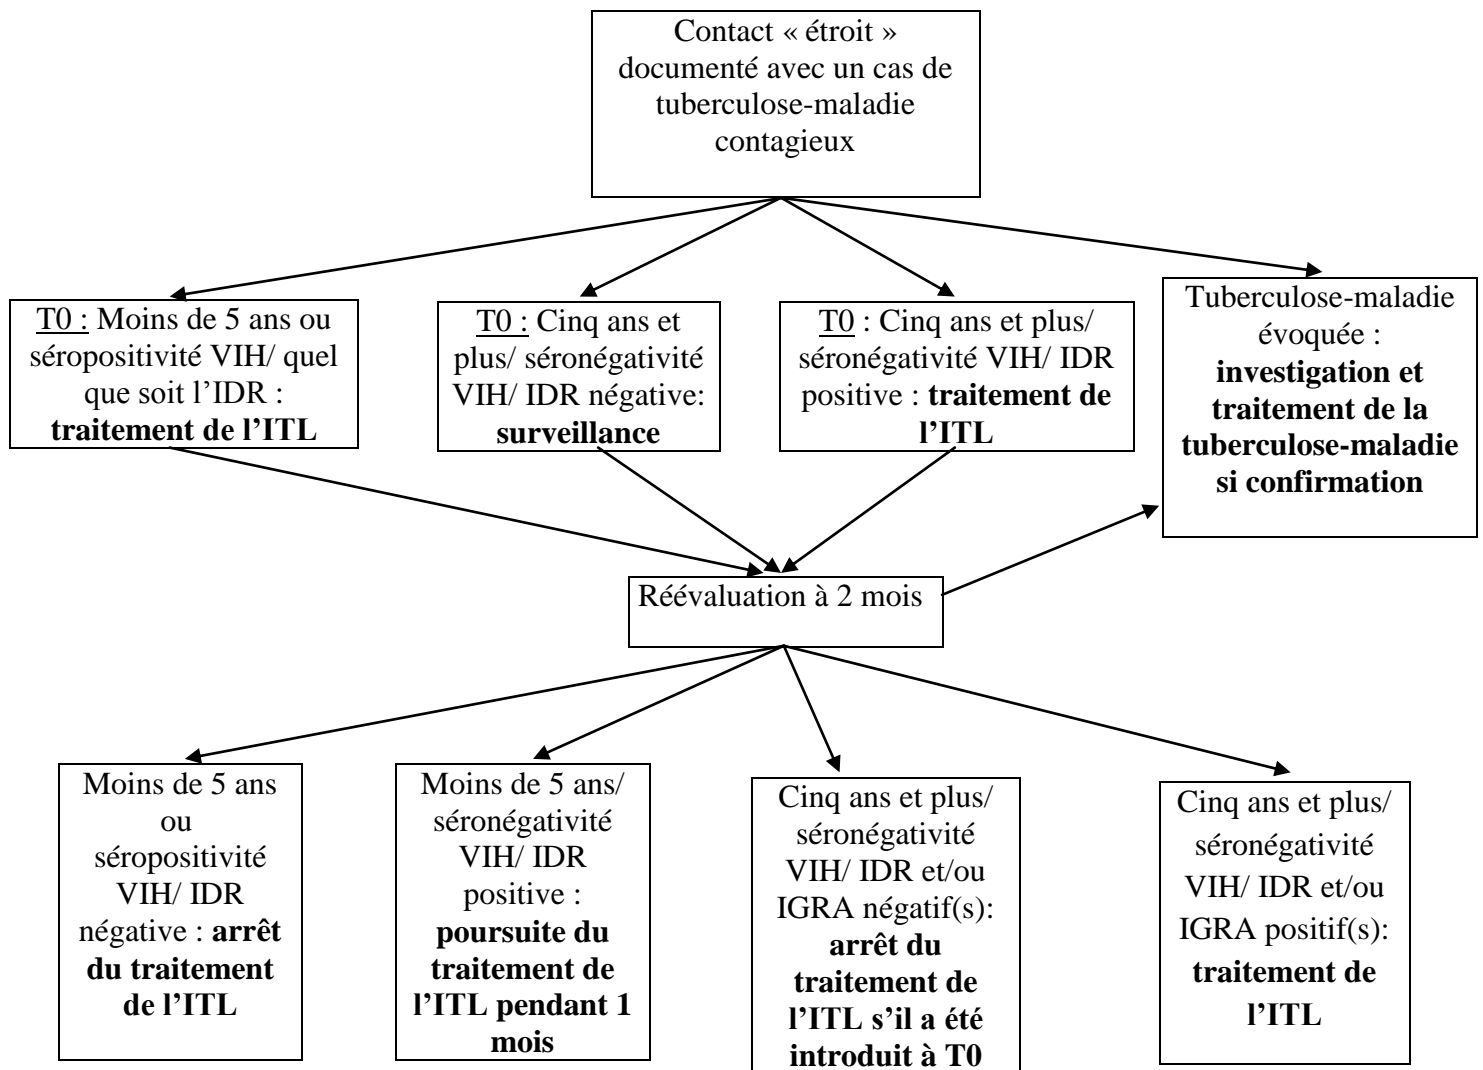 Contact « étroit »
documenté avec un cas de
tuberculose-maladie
contagieux
T0 : Moins de 5 ans ou
séropositivité VIH/ quel
que soit l’IDR :
traitement de l’ITL
T0 : Cinq ans et
plus/ séronégativité
VIH/ IDR négative:
surveillance
T0 : Cinq ans et plus/
séronégativité VIH/ IDR
positive : traitement de
l’ITL
Tuberculose-maladie
évoquée :
investigation et
traitement de la
tuberculose-maladie
si confirmation
Réévaluation à 2 mois
Moins de 5 ans
ou
séropositivité
VIH/ IDR
négative : arrêt
du traitement
de l’ITL
Moins de 5 ans/
séronégativité
VIH/ IDR
positive :
poursuite du
traitement de
l’ITL pendant 1
mois
Cinq ans et plus/
séronégativité
VIH/ IDR et/ou
IGRA négatif(s):
arrêt du
traitement de
l’ITL s’il a été
introduit à T0
Cinq ans et plus/
séronégativité
VIH/ IDR et/ou
IGRA positif(s):
traitement de
l’ITL